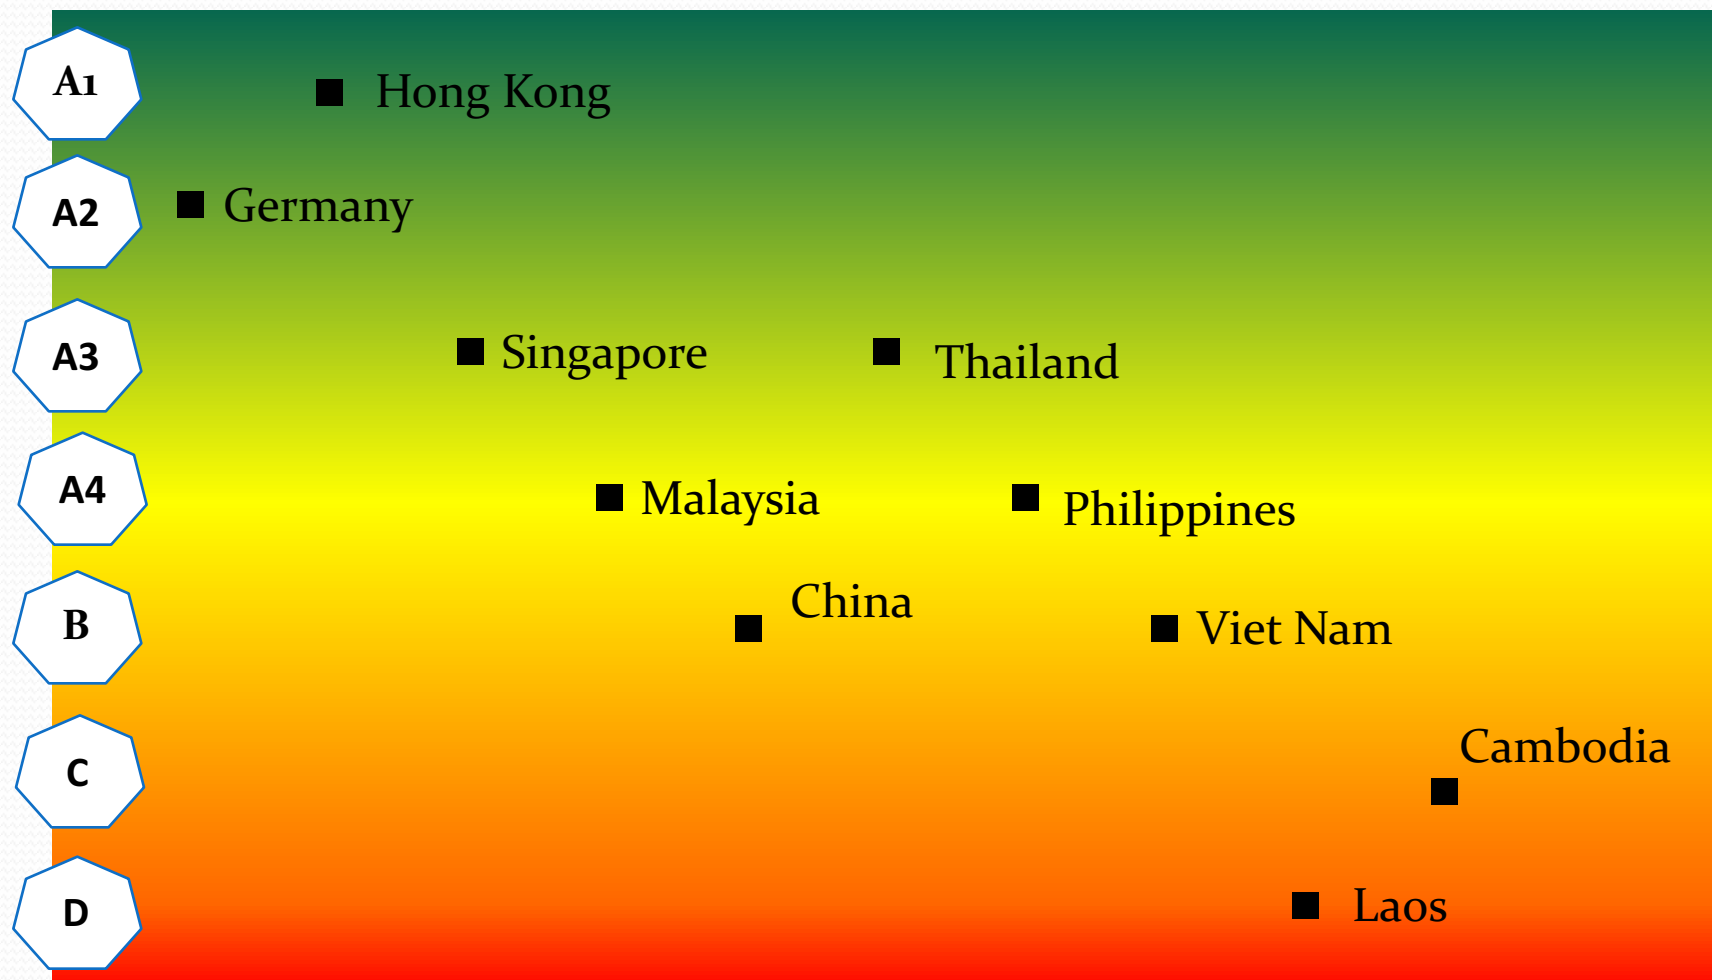 A1
Hong Kong
A2
Germany
A3
Singapore
Thailand
A4
Malaysia
Philippines
B
China
Viet Nam
C
Cambodia
D
Laos